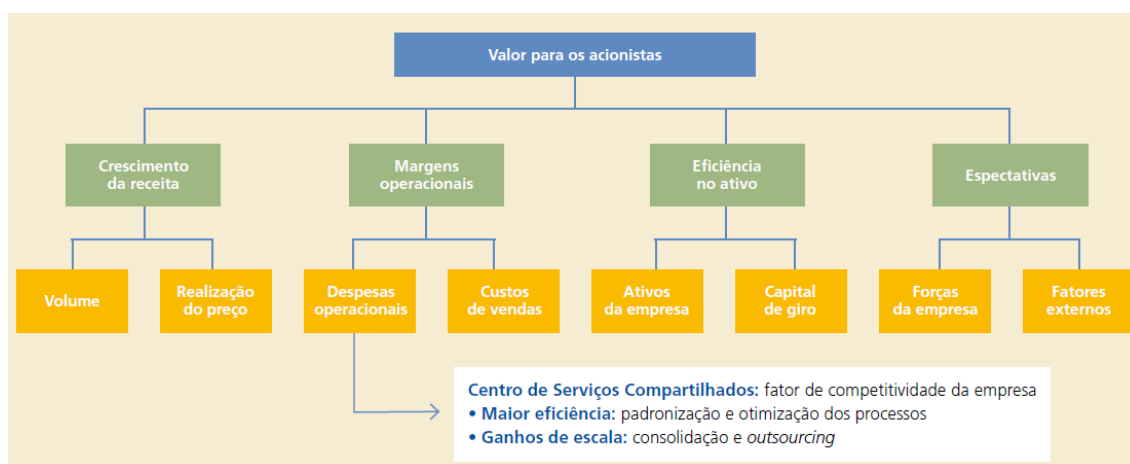 Valor para os acionistas
Crescimento
da receita
Margens
operacionais
Eficiência
no ativo
Espectativas
Volume
Realização
do preço
Despesas
operacionais
Custos
de vendas
Ativos
da empresa
Capital
de giro
Forças
da empresa
Fatores
externos
Centro de Serviços Compartilhados: fator de competitividade da empresa
• Maior eficiência: padronização e otimização dos processos
• Ganhos de escala: consolidação e outsourcing